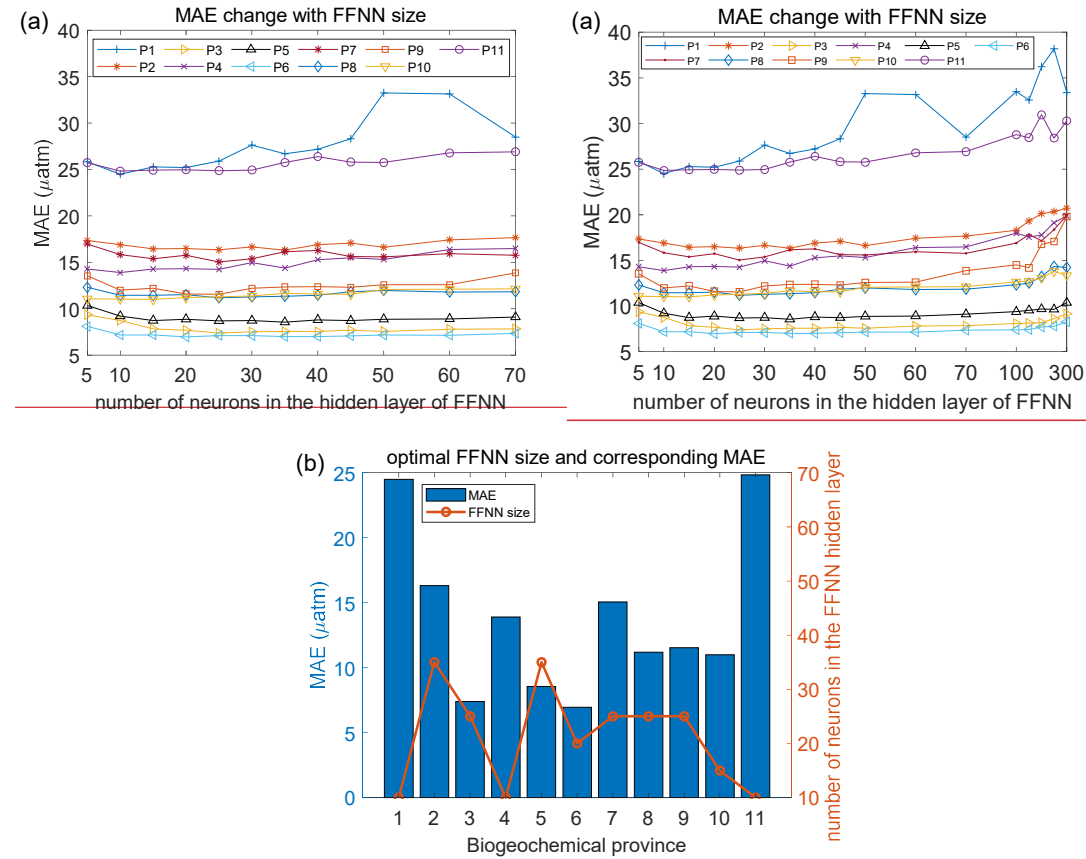 (a)
MAE change with FFNN size
P1 P3 P5 P7 P9 P11
P2 P4 P6 P8 P10
40
35
30
25
20
15
10
5
MAE (μatm)
5 10 20 30 40 50 60 70
number of neurons in the hidden layer of FFNN
(a)
MAE change with FFNN size
P1 P2 P3 P4 P5 P6
P7 P8 P9 P10 P11
40
35
30
25
20
15
10
5
MAE (μatm)
5 10 20 30 40 50 60 70 100 300
number of neurons in the hidden layer of FFNN
(b)
optimal FFNN size and corresponding MAE
MAE
FFNN size
25
20
15
10
5
0
MAE (μatm)
70
60
50
40
30
20
10
number of neurons in the FFNN hidden layer
1 2 3 4 5 6 7 8 9 10 11
Biogeochemical province